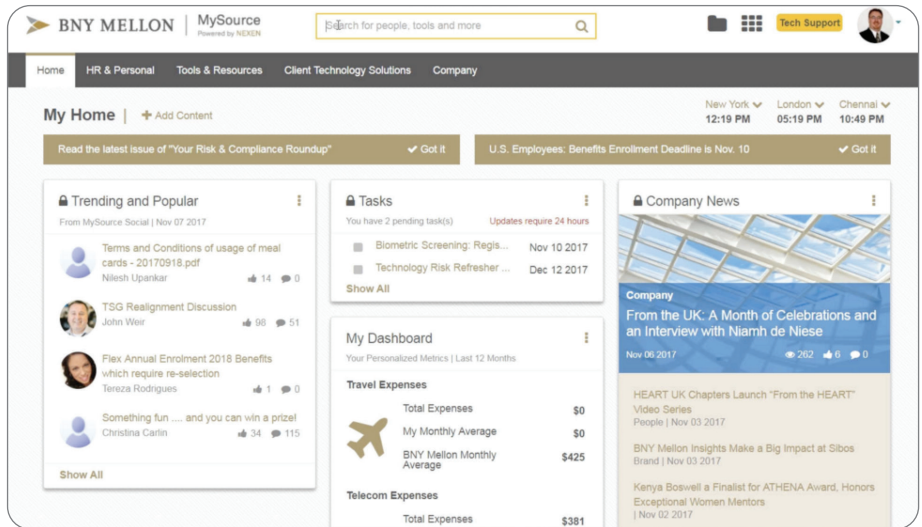 BNY MELLON
MySource
Powered by NEXEN
Search for people, tools and more
Tech Support
Home
HR & Personal
Tools & Resources
Client Technology Solutions
Company
My Home | + Add Content
New York
12:19 PM
London
05:19 PM
Chennai
10:49 PM
Read the latest issue of "Your Risk & Compliance Roundup"
Got it
U.S. Employees: Benefits Enrollment Deadline is Nov. 10
Got it
Trending and Popular
From MySource Social | Nov 07 2017
Terms and Conditions of usage of meal
cards - 20170918.pdf
Nilesh Upankar
14
0
TSG Realignment Discussion
John Weir
98
51
Flex Annual Enrolment 2018 Benefits
which require re-selection
Tereza Rodrigues
1
0
Something fun .... and you can win a prize!
Christina Carlin
34
115
Show All
Tasks
You have 2 pending task(s)
Updates require 24 hours
Biometric Screening: Regis...
Nov 10 2017
Technology Risk Refresher ...
Dec 12 2017
Show All
My Dashboard
Your Personalized Metrics | Last 12 Months
Travel Expenses
Total Expenses
$0
My Monthly Average
$0
BNY Mellon Monthly
Average
$425
Telecom Expenses
Total Expenses
$381
Company News
Company
From the UK: A Month of Celebrations and
an Interview with Niamh de Niese
Nov 06 2017
262
6
0
HEART UK Chapters Launch "From the HEART"
Video Series
People | Nov 03 2017
BNY Mellon Insights Make a Big Impact at Sibos
Brand | Nov 03 2017
Kenya Boswell a Finalist for ATHENA Award, Honors
Exceptional Women Mentors
| Nov 02 2017